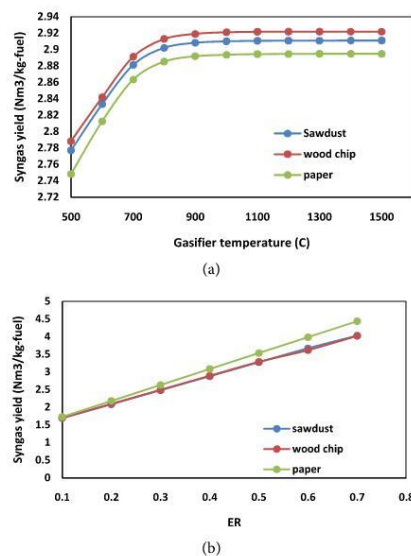 Syngas yield (Nm3/kg-fuel)
2.94
2.92
2.9
2.88
2.86
2.84
2.82
2.8
2.78
2.76
2.74
2.72
Sawdust
wood chip
paper
500 700 900 1100 1300 1500
Gasifier temperature (C)
(a)
Syngas yield (Nm3/kg-fuel)
5
4.5
4
3.5
3
2.5
2
1.5
1
0.5
0
sawdust
wood chip
paper
0.1 0.2 0.3 0.4 0.5 0.6 0.7 0.8
ER
(b)